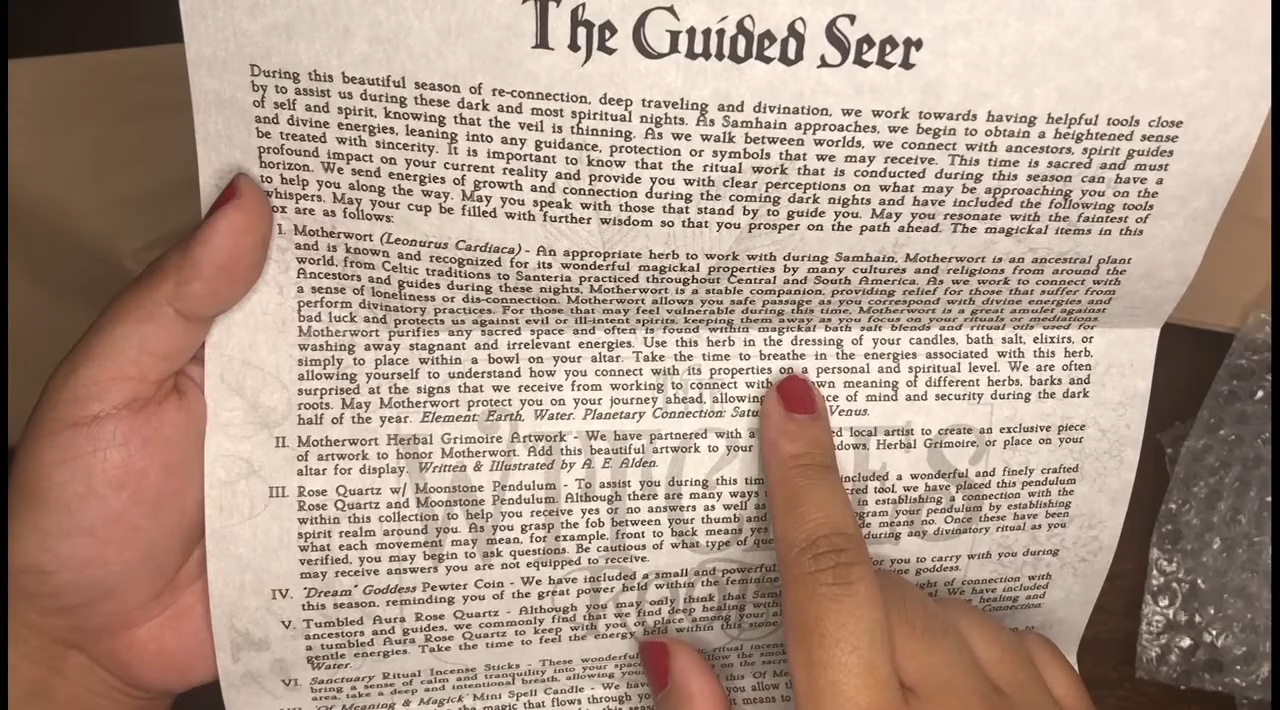 The Guided Seer
During this beautiful season of re-connection, deep traveling and divination, we work towards having helpful tools close
by to assist us during these dark and most spiritual nights. As Samhain approaches, we begin to obtain a heightened sense
of self and spirit, knowing that the veil is thinning. As we walk between worlds, we connect with ancestors, spirit guides
and divine energies, leaning into any guidance, protection or symbols that we may receive. This time is sacred and must
be treated with sincerity. It is important to know that the ritual work that is conducted during this season can have a
profound impact on your current reality and provide you with clear perceptions on what may be approaching you on the
horizon. We send energies of growth and connection during the coming dark nights and have included the following tools
to help you along the way. May you speak with those that stand by to guide you. May you resonate with the faintest of
whispers. May your cup be filled with further wisdom so that you prosper on the path ahead. The magickal items in this
ox are as follows:
I. Motherwort (Leonurus Cardiaca) - An appropriate herb to work with during Samhain. Motherwort is an ancestral plant
and is known and recognized for its wonderful magickal properties by many cultures and religions from around the
world, from Celtic traditions to Santeria practiced throughout Central and South America. As we work to connect with
Ancestors and guides during these nights, Motherwort is a stable companion, providing relief for those that suffer from
a sense of loneliness or dis-connection. Motherwort allows you safe passage as you correspond with divine energies and
perform divinatory practices. For those that may feel vulnerable during this time, Motherwort is a great amulet against
bad luck and protects us against evil or ill-intent spirits, keeping them away as you focus on your rituals or mediations.
Motherwort purifies any sacred space and often is found within magickal bath salt blends and ritual oils used for
washing away stagnant and irrelevant energies. Use this herb in the dressing of your candles, bath salt, elixirs, or
simply to place within a bowl on your altar. Take the time to breathe in the energies associated with this herb,
allowing yourself to understand how you connect with its properties on a personal and spiritual level. We are often
surprised at the signs that we receive from working to connect with own meaning of different herbs, barks and
roots. May Motherwort protect you on your journey ahead, allowing ce of mind and security during the dark
half of the year. Element: Earth, Water. Planetary Connection: Satu Venus.
II. Motherwort Herbal Grimoire Artwork - We have partnered with a ed local artist to create an exclusive piece
of artwork to honor Motherwort. Add this beautiful artwork to your dows, Herbal Grimoire, or place on your
altar for display. Written & Illustrated by A. E. Alden.
III. Rose Quartz w/ Moonstone Pendulum - To assist you during this tim included a wonderful and finely crafted
Rose Quartz and Moonstone Pendulum. Although there are many ways cred tool, we have placed this pendulum
within this collection to help you receive yes or no answers as well as in establishing a connection with the
spirit realm around you. As you grasp the fob between your thumb and ogram your pendulum by establishing
what each movement may mean, for example, front to back means yes de means no. Once these have been
verified, you may begin to ask questions. Be cautious of what type of que during any divinatory ritual as you
may receive answers you are not equipped to receive.
IV. 'Dream' Goddess Pewter Coin - We have included a small and powerful for you to carry with you during
this season, reminding you of the great power held within the feminine ine goddess.
V. Tumbled Aura Rose Quartz - Although you may only think that Sam ight of connection with
ancestors and guides, we commonly find that we find deep healing with al. We have included
a tumbled Aura Rose Quartz to keep with you or place among your al healing and
gentle energies. Take the time to feel the energy held within this stone Connection:
Water.
VI. Sanctuary Ritual Incense Sticks - These wonderful ic ritual incens
bring a sense of calm and tranquility into your space llow the smok
area, take a deep and intentional breath, allowing on the sacre
'Of Meaning & Magick' Mini Spell Candle - We hav this 'Of Me
the magic that flows through yo you allow t
it means to